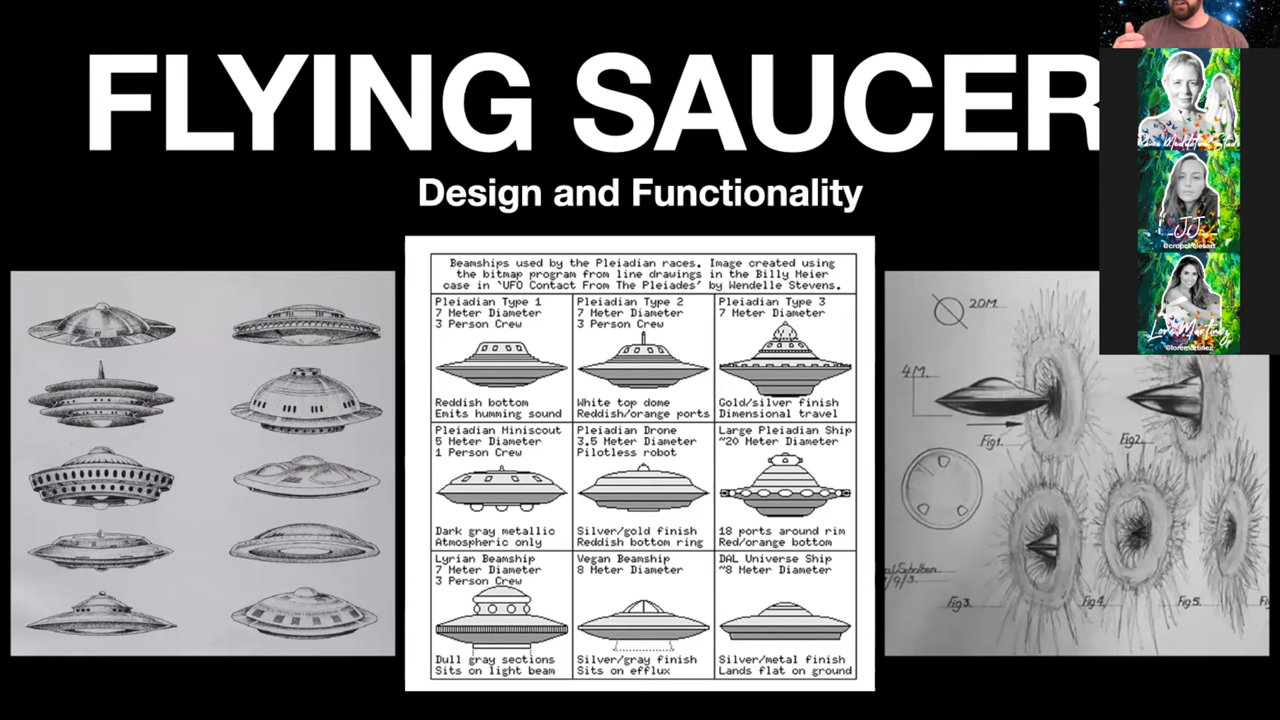 FLYING SAUCER
Design and Functionality
Beamships used by the Pleiadian races. Image created using
the bitmap program from line drawings in the Billy Meier
case in 'UFO Contact From The Pleiades' by Wendelle Stevens.
Pleiadian Type 1
7 Meter Diameter
3 Person Crew
Reddish bottom
Emits humming sound
Pleiadian Type 2
7 Meter Diameter
3 Person Crew
White top dome
Reddish/orange ports
Pleiadian Type 3
7 Meter Diameter
Gold/silver finish
Dimensional travel
Pleiadian Miniscout
5 Meter Diameter
1 Person Crew
Dark gray metallic
Atmospheric only
Pleiadian Drone
3.5 Meter Diameter
Pilotless robot
Silver/gold finish
Reddish bottom ring
Large Pleiadian Ship
~20 Meter Diameter
18 ports around rim
Red/orange bottom
Lyrian Beamship
7 Meter Diameter
3 Person Crew
Dull gray sections
Sits on light beam
Vegan Beamship
8 Meter Diameter
Silver/gray finish
Sits on efflux
DAL Universe Ship
~8 Meter Diameter
Silver/metal finish
Lands flat on ground
20M.
4M.
Fig1.
Fig2.
Fig3.
Fig4.
Fig5.
JJ
Lore Martinez
@loremartinez